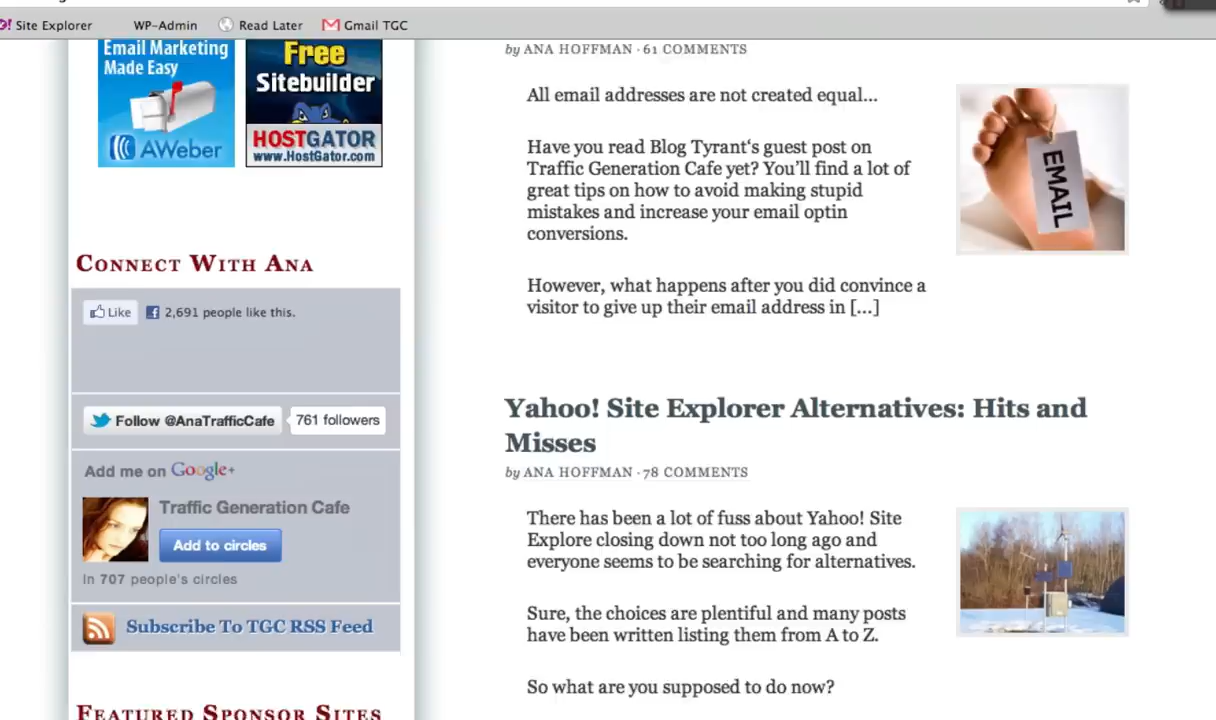 Site Explorer WP-Admin Read Later Gmail TGC
Email Marketing
Made Easy
AWeber
Free
Sitebuilder
HOSTGATOR
www.HostGator.com
CONNECT WITH ANA
Like 2,691 people like this.
Follow @AnaTrafficCafe 761 followers
Add me on Google+
Traffic Generation Cafe
Add to circles
In 707 people's circles
Subscribe To TGC RSS Feed
FEATURED SPONSOR SITES
by ANA HOFFMAN · 61 COMMENTS
All email addresses are not created equal...
Have you read Blog Tyrant‘s guest post on
Traffic Generation Cafe yet? You’ll find a lot of
great tips on how to avoid making stupid
mistakes and increase your email optin
conversions.
However, what happens after you did convince a
visitor to give up their email address in [...]
EMAIL
Yahoo! Site Explorer Alternatives: Hits and
Misses
by ANA HOFFMAN · 78 COMMENTS
There has been a lot of fuss about Yahoo! Site
Explore closing down not too long ago and
everyone seems to be searching for alternatives.
Sure, the choices are plentiful and many posts
have been written listing them from A to Z.
So what are you supposed to do now?